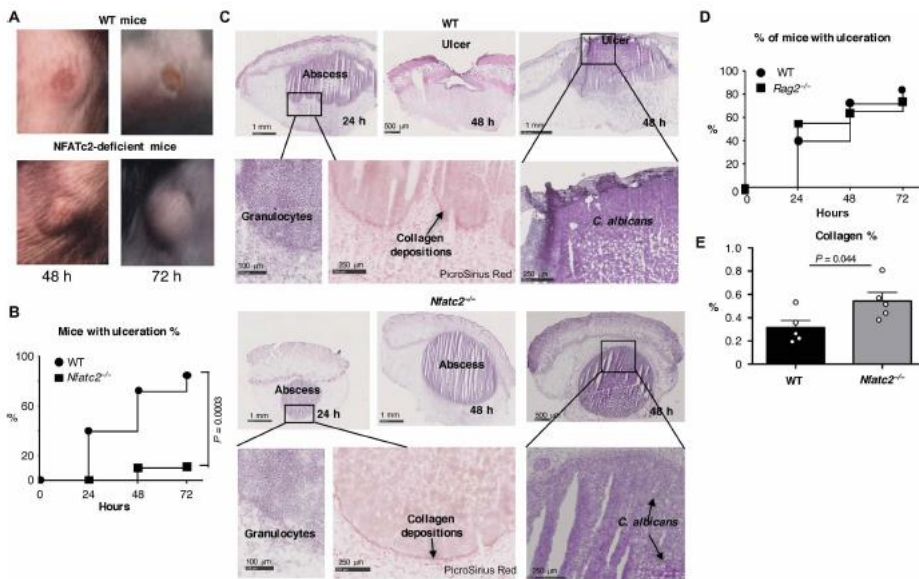 A
WT mice
NFATc2-deficient mice
48 h
72 h
B
Mice with ulceration %
WT
Nfatc2–/–
%
100
80
0
0
24
48
72
Hours
P = 0.0003
C
WT
Abscess
24 h
1 mm
Ulcer
48 h
500 µm
Ulcer
48 h
1 mm
Granulocytes
100 µm
Collagen
depositions
250 µm
PicroSirius Red
C. albicans
250 µm
Nfatc2–/–
Abscess
24 h
1 mm
Abscess
48 h
1 mm
48 h
500 µm
Granulocytes
100 µm
Collagen
depositions
250 µm
PicroSirius Red
C. albicans
250 µm
D
% of mice with ulceration
WT
Rag2–/–
%
100
80
60
40
20
0
0
24
48
72
Hours
E
Collagen %
P = 0.044
%
1.0
0.8
0.6
0.4
0.2
0
WT
Nfatc2–/–